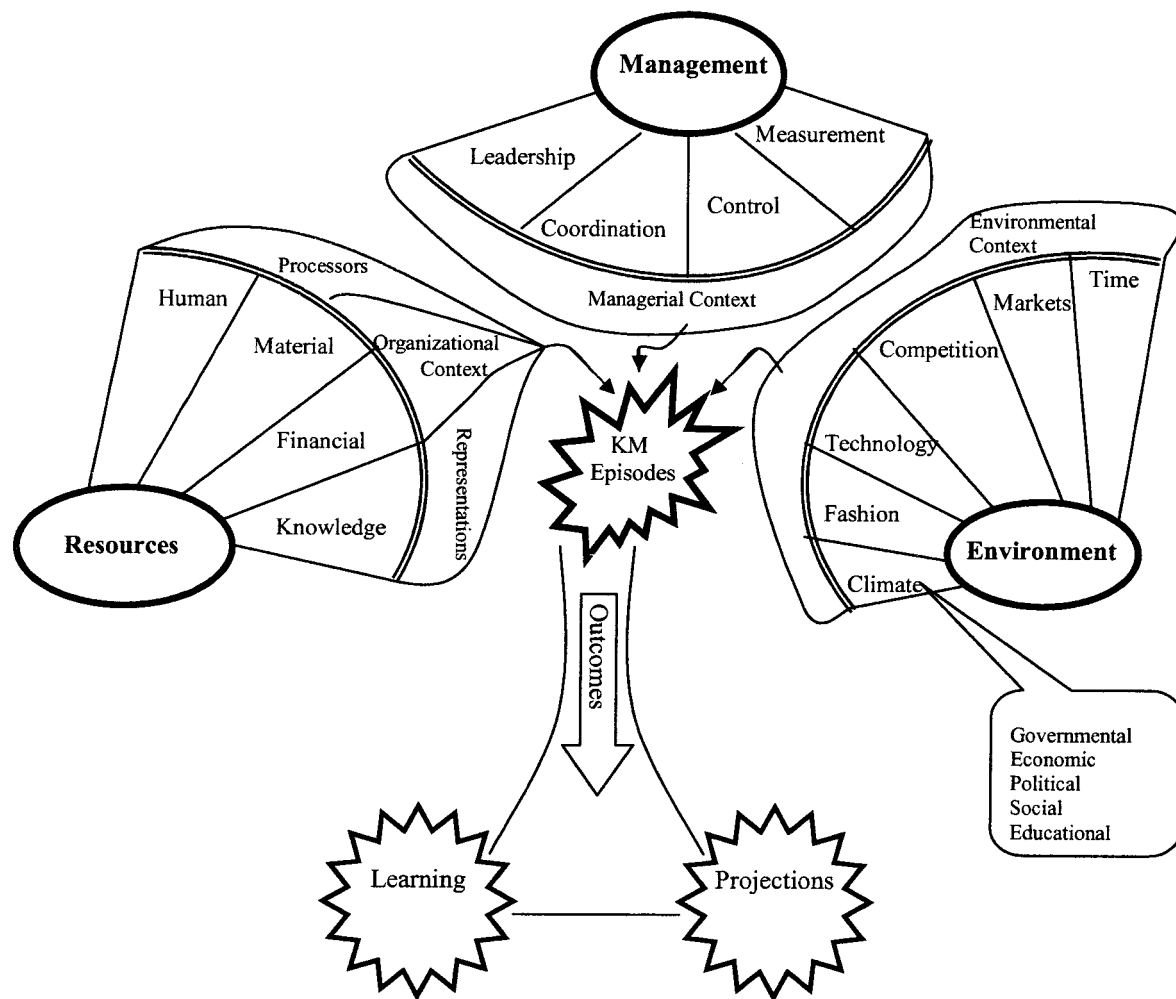 Management
Leadership
Coordination
Control
Measurement
Managerial Context
Processors
Human
Material
Financial
Knowledge
Organizational
Context
Representations
Resources
Environmental
Context
Time
Markets
Competition
Technology
Fashion
Climate
Environment
KM
Episodes
Outcomes
Governmental
Economic
Political
Social
Educational
Learning
Projections